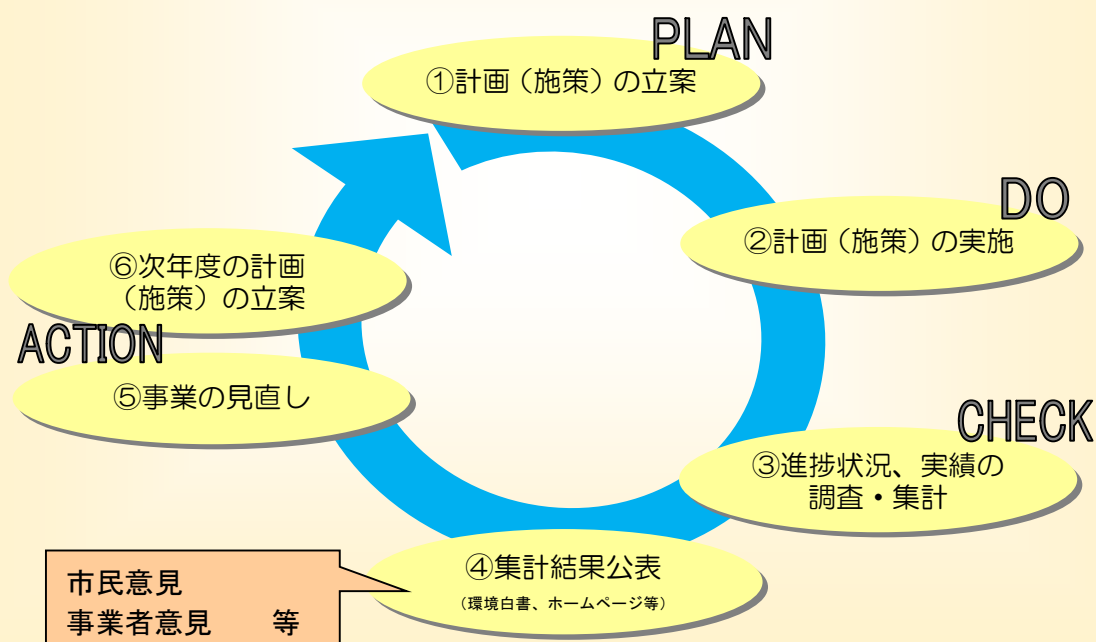 PLAN
①計画（施策）の立案
DO
②計画（施策）の実施
CHECK
③進捗状況、実績の
調査・集計
④集計結果公表
（環境白書、ホームページ等）
市民意見
事業者意見　　等
ACTION
⑤事業の見直し
⑥次年度の計画
（施策）の立案